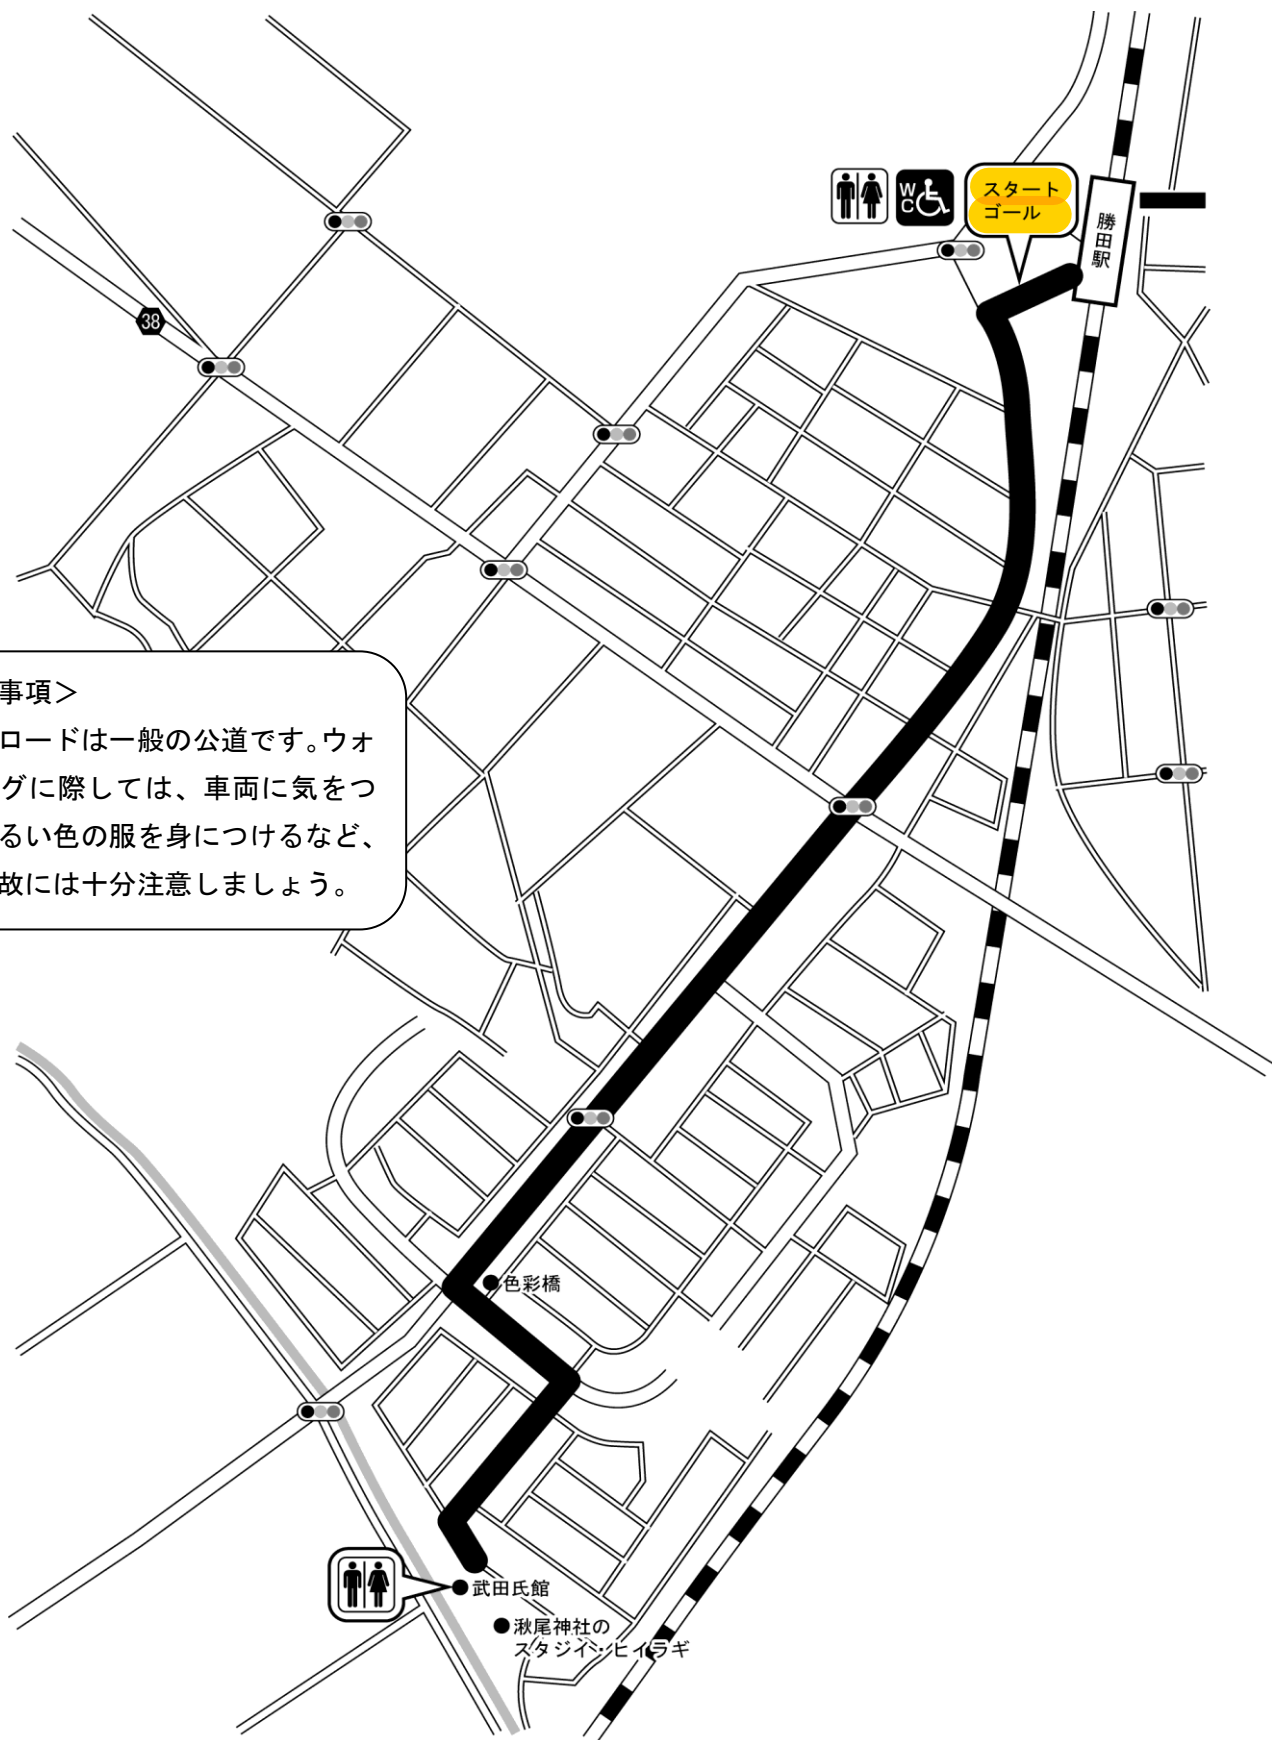 スタート
ゴール
WC
勝田駅
38
事項＞
ロードは一般の公道です。ウォ
グに際しては、車両に気をつ
るい色の服を身につけるなど、
故には十分注意しましょう。
色彩橋
武田氏館
湫尾神社の
スタジイ・ヒイラギ